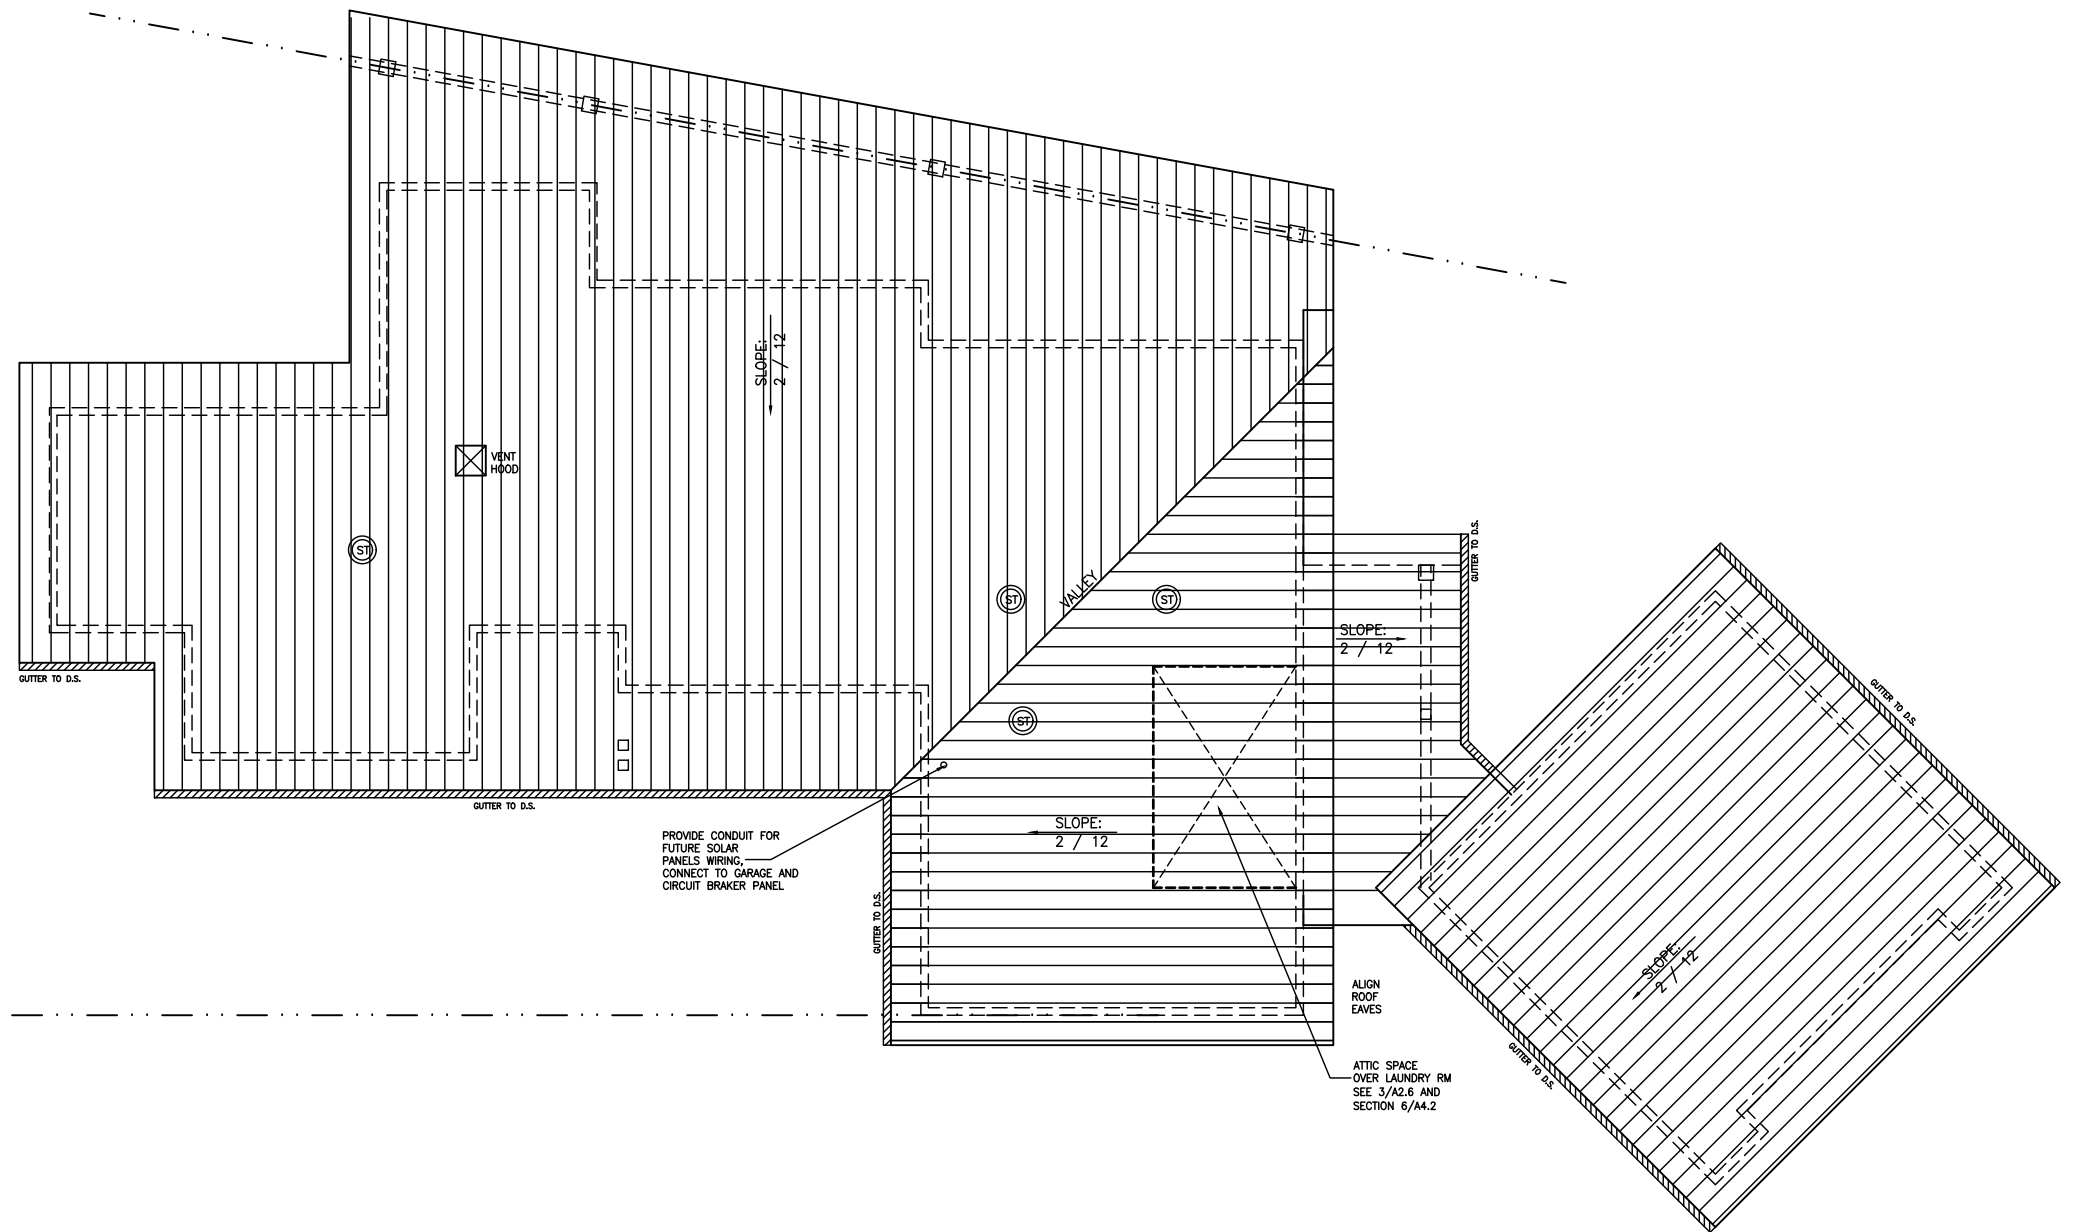 SLOPE:
2 / 12
VENT
HOOD
ST
GUTTER TO D.S.
ST
VALLEY
ST
SLOPE:
2 / 12
GUTTER TO D.S.
GUTTER TO D.S.
ST
GUTTER TO D.S.
PROVIDE CONDUIT FOR
FUTURE SOLAR
PANELS WIRING,
CONNECT TO GARAGE AND
CIRCUIT BRAKER PANEL
SLOPE:
2 / 12
GUTTER TO D.S.
SLOPE:
2 / 12
GUTTER TO D.S.
ALIGN
ROOF
EAVES
ATTIC SPACE
OVER LAUNDRY RM
SEE 3/A2.6 AND
SECTION 6/A4.2